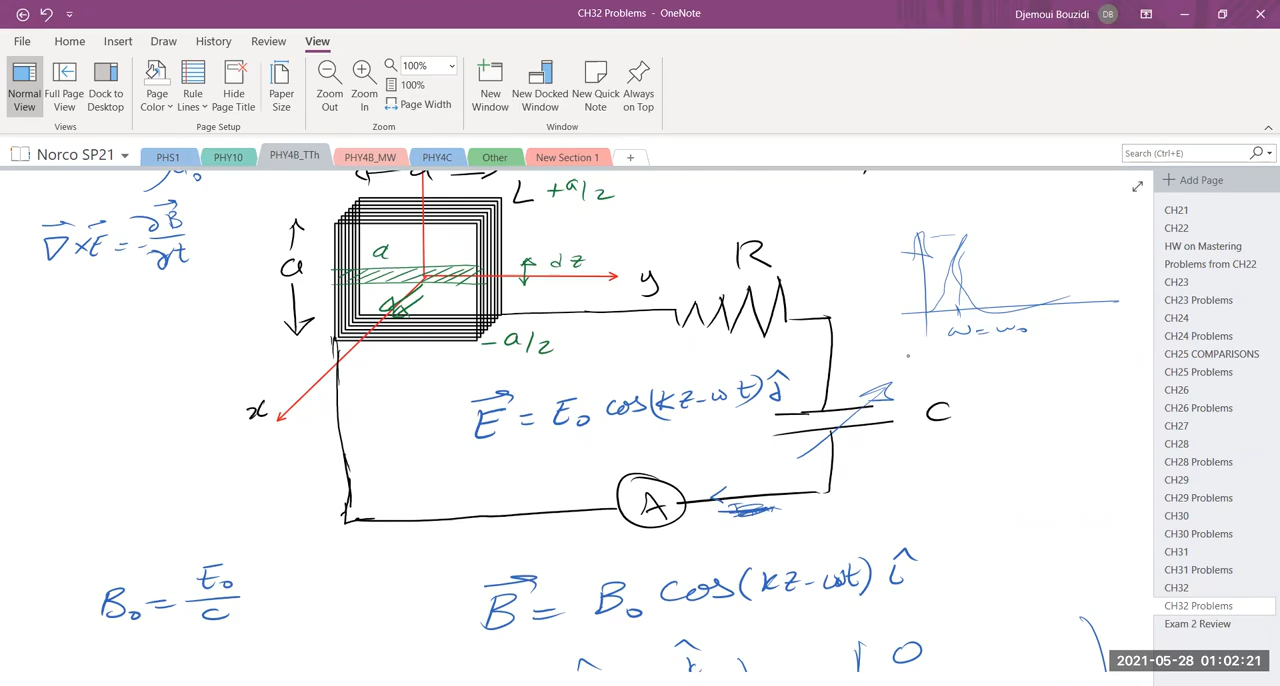 CH32 Problems - OneNote
Djemoui Bouzidi DB
File Home Insert Draw History Review View
Normal View
Full Page View
Dock to Desktop
Views
Page Color
Rule Lines
Hide Page Title
Paper Size
Page Setup
Zoom Out
Zoom In
100%
100%
Page Width
Zoom
New Window
New Docked Window
New Quick Note
Always on Top
Window
Norco SP21
PHS1 PHY10 PHY4B_TTh PHY4B_MW PHY4C Other New Section 1 +
Search (Ctrl+E)
Add Page
CH21
CH22
HW on Mastering
Problems from CH22
CH23
CH23 Problems
CH24
CH24 Problems
CH25 COMPARISONS
CH25 Problems
CH26
CH26 Problems
CH27
CH28
CH28 Problems
CH29
CH29 Problems
CH30
CH30 Problems
CH31
CH31 Problems
CH32
CH32 Problems
Exam 2 Review
μ₀
∇×E = -∂B/∂t
L +a/2
a
a
dz
y
-a/2
x
R
ω = ω₀
E = E₀ cos(kz-ωt) ĵ
C
A
B₀ = E₀/c
B = B₀ cos(kz-ωt) î
0
2021-05-28 01:02:21